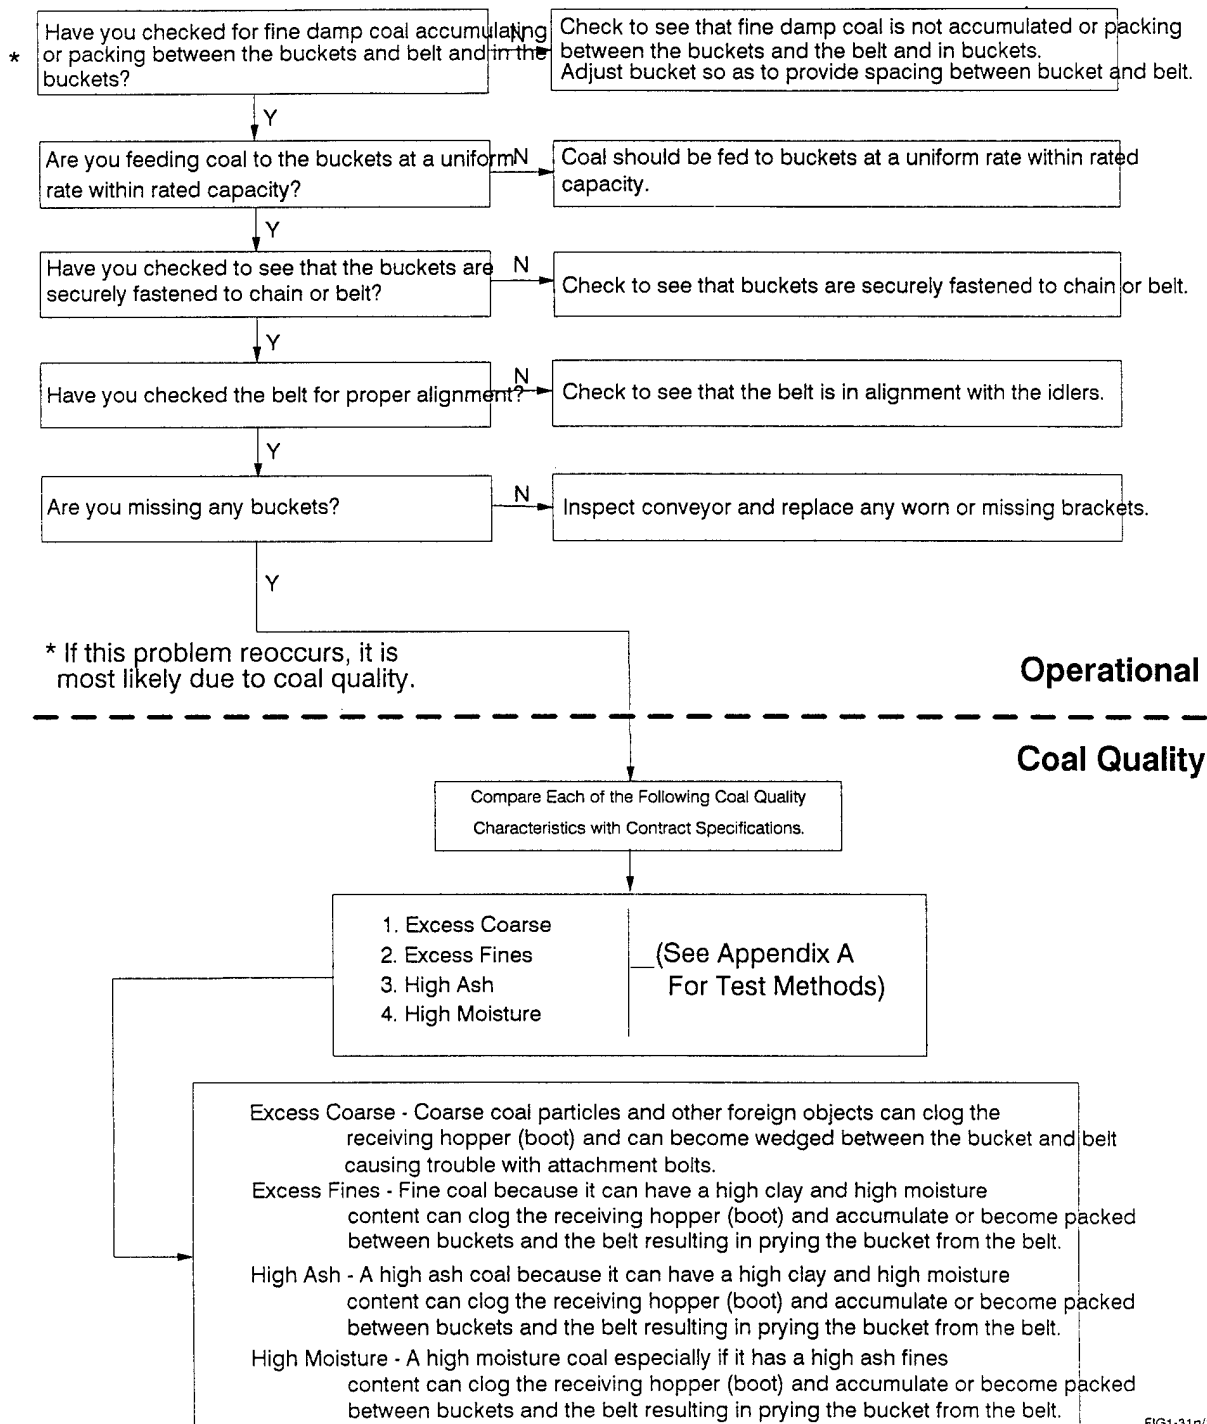 Have you checked for fine damp coal accumulating
* or packing between the buckets and belt and in the
buckets?
N
Check to see that fine damp coal is not accumulated or packing
between the buckets and the belt and in buckets.
Adjust bucket so as to provide spacing between bucket and belt.
Y
Are you feeding coal to the buckets at a uniform
rate within rated capacity?
N
Coal should be fed to buckets at a uniform rate within rated
capacity.
Y
Have you checked to see that the buckets are
securely fastened to chain or belt?
N
Check to see that buckets are securely fastened to chain or belt.
Y
Have you checked the belt for proper alignment?
N
Check to see that the belt is in alignment with the idlers.
Y
Are you missing any buckets?
N
Inspect conveyor and replace any worn or missing brackets.
Y
* If this problem reoccurs, it is
most likely due to coal quality.
Operational
Coal Quality
Compare Each of the Following Coal Quality
Characteristics with Contract Specifications.
1. Excess Coarse
2. Excess Fines
3. High Ash
4. High Moisture
(See Appendix A
For Test Methods)
Excess Coarse - Coarse coal particles and other foreign objects can clog the
receiving hopper (boot) and can become wedged between the bucket and belt
causing trouble with attachment bolts.
Excess Fines - Fine coal because it can have a high clay and high moisture
content can clog the receiving hopper (boot) and accumulate or become packed
between buckets and the belt resulting in prying the bucket from the belt.
High Ash - A high ash coal because it can have a high clay and high moisture
content can clog the receiving hopper (boot) and accumulate or become packed
between buckets and the belt resulting in prying the bucket from the belt.
High Moisture - A high moisture coal especially if it has a high ash fines
content can clog the receiving hopper (boot) and accumulate or become packed
between buckets and the belt resulting in prying the bucket from the belt.